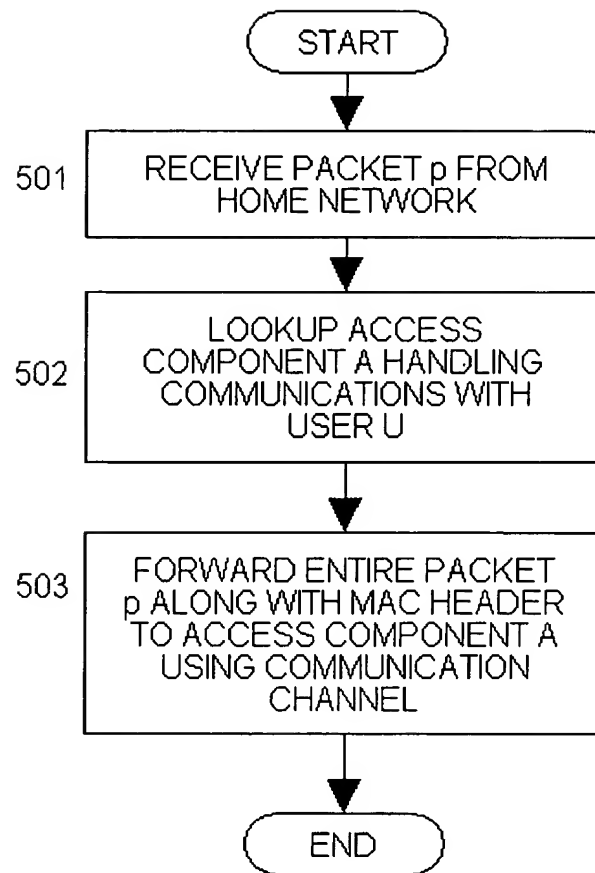 START
501
RECEIVE PACKET p FROM
HOME NETWORK
502
LOOKUP ACCESS
COMPONENT A HANDLING
COMMUNICATIONS WITH
USER U
503
FORWARD ENTIRE PACKET
p ALONG WITH MAC HEADER
TO ACCESS COMPONENT A
USING COMMUNICATION
CHANNEL
END